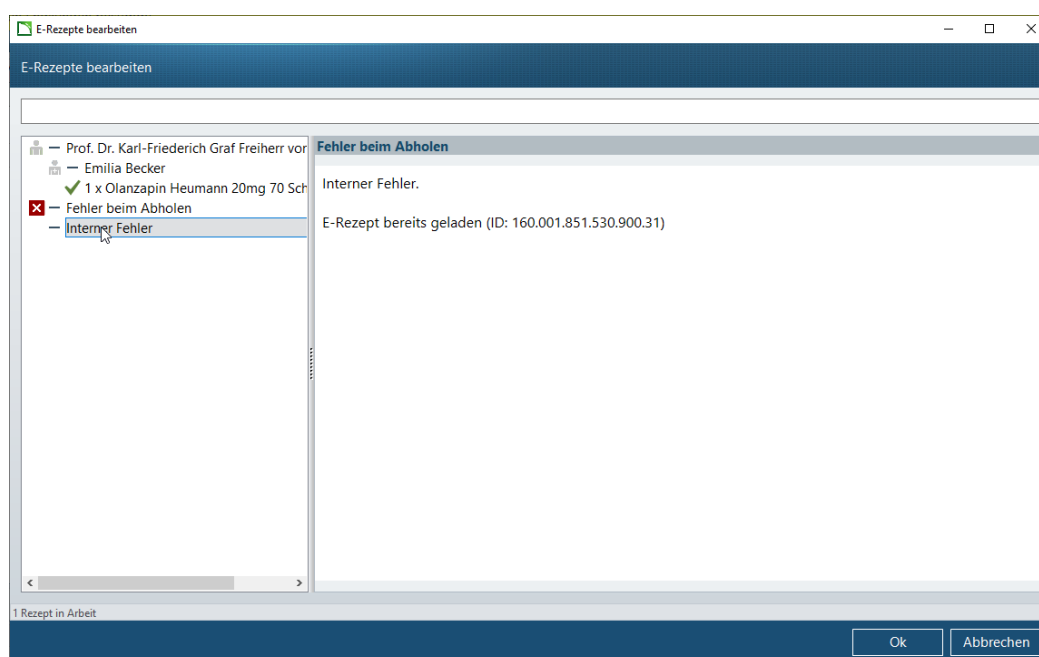 E-Rezepte bearbeiten
E-Rezepte bearbeiten
Prof. Dr. Karl-Friederich Graf Freiherr vor
Emilia Becker
1 x Olanzapin Heumann 20mg 70 Sch
Fehler beim Abholen
Interner Fehler
Fehler beim Abholen
Interner Fehler.
E-Rezept bereits geladen (ID: 160.001.851.530.900.31)
1 Rezept in Arbeit
Ok
Abbrechen